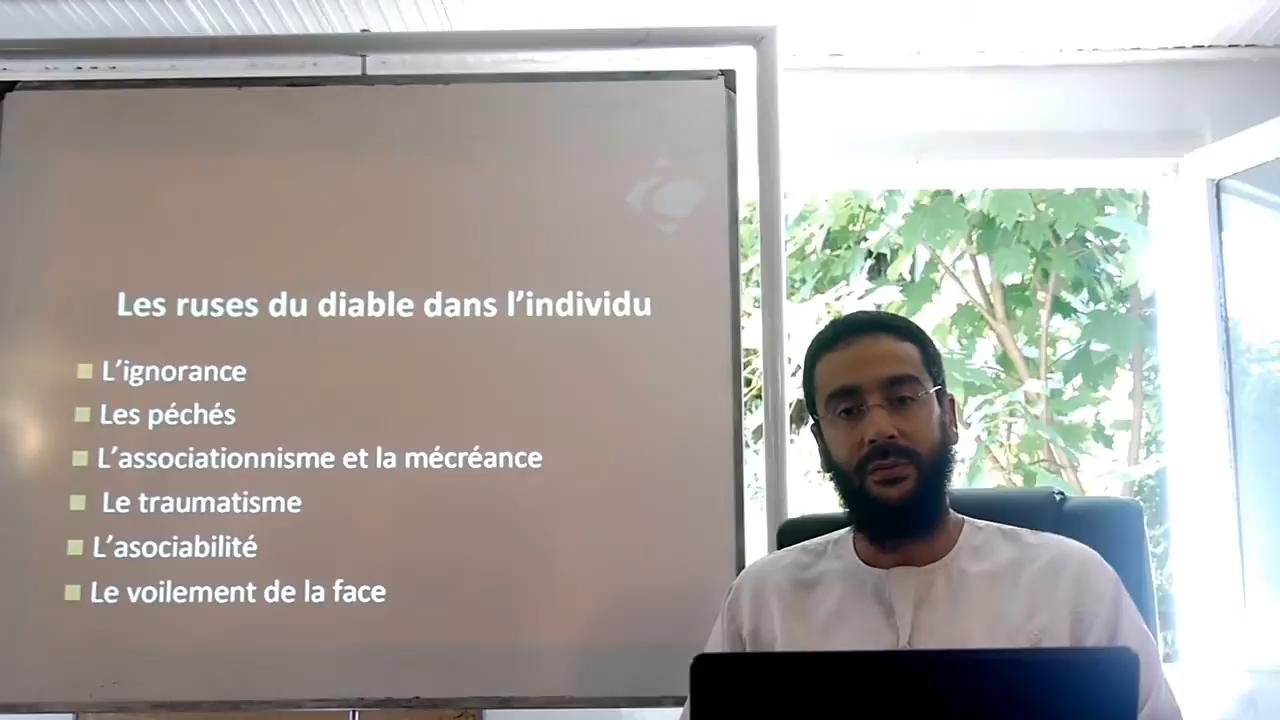 Les ruses du diable dans l’individu
L’ignorance
Les péchés
L’associationnisme et la mécréance
Le traumatisme
L’asociabilité
Le voilement de la face